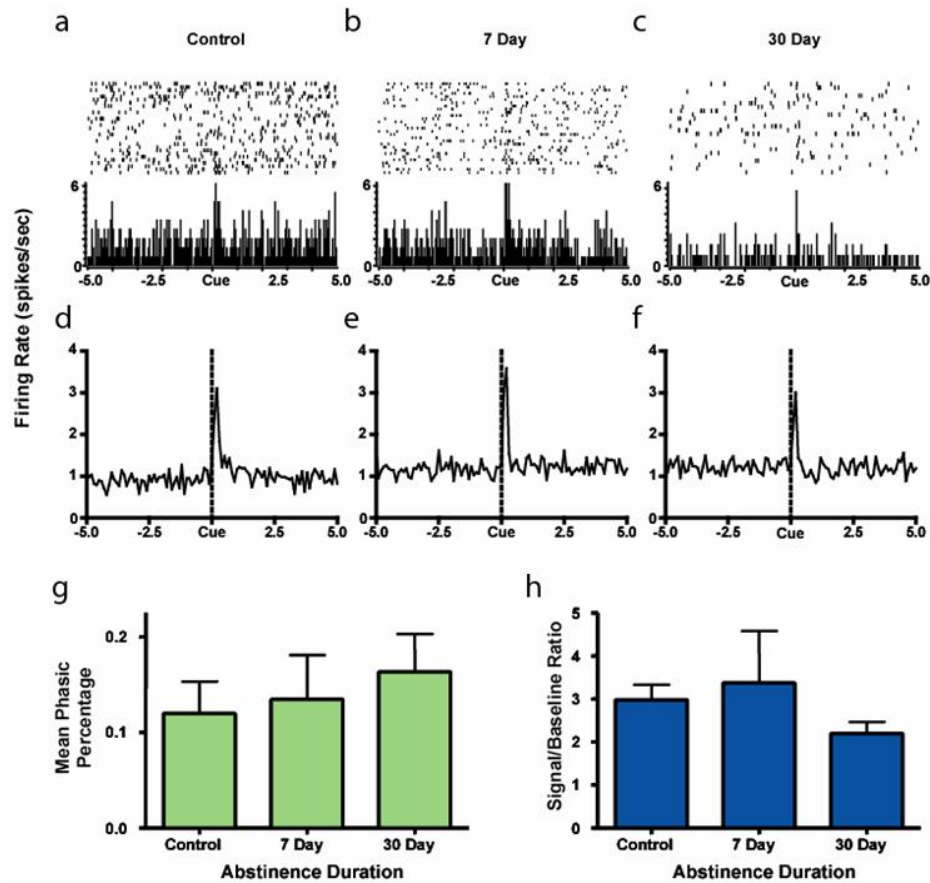 a
Control
b
7 Day
c
30 Day
Firing Rate (spikes/sec)
6
0
-5.0 -2.5 Cue 2.5 5.0
6
0
-5.0 -2.5 Cue 2.5 5.0
6
0
-5.0 -2.5 Cue 2.5 5.0
d
4
3
2
1
0
-5.0 -2.5 Cue 2.5 5.0
e
4
3
2
1
0
-5.0 -2.5 Cue 2.5 5.0
f
4
3
2
1
0
-5.0 -2.5 Cue 2.5 5.0
g
Mean Phasic
Percentage
0.2
0.1
0.0
Control 7 Day 30 Day
Abstinence Duration
h
Signal/Baseline Ratio
5
4
3
2
1
0
Control 7 Day 30 Day
Abstinence Duration